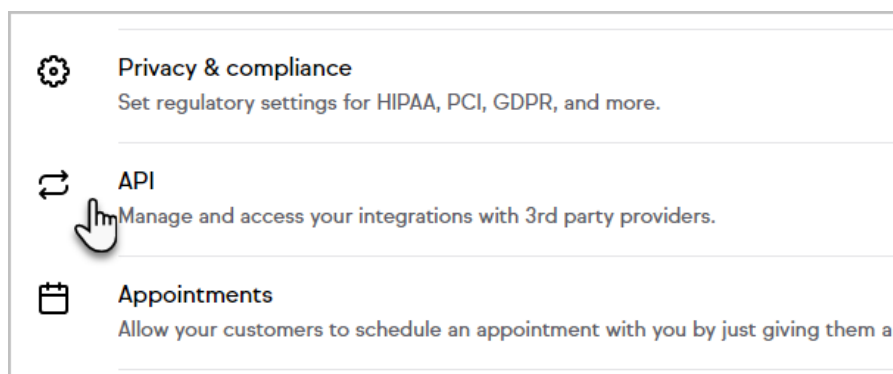 Privacy & compliance
Set regulatory settings for HIPAA, PCI, GDPR, and more.
API
Manage and access your integrations with 3rd party providers.
Appointments
Allow your customers to schedule an appointment with you by just giving them a